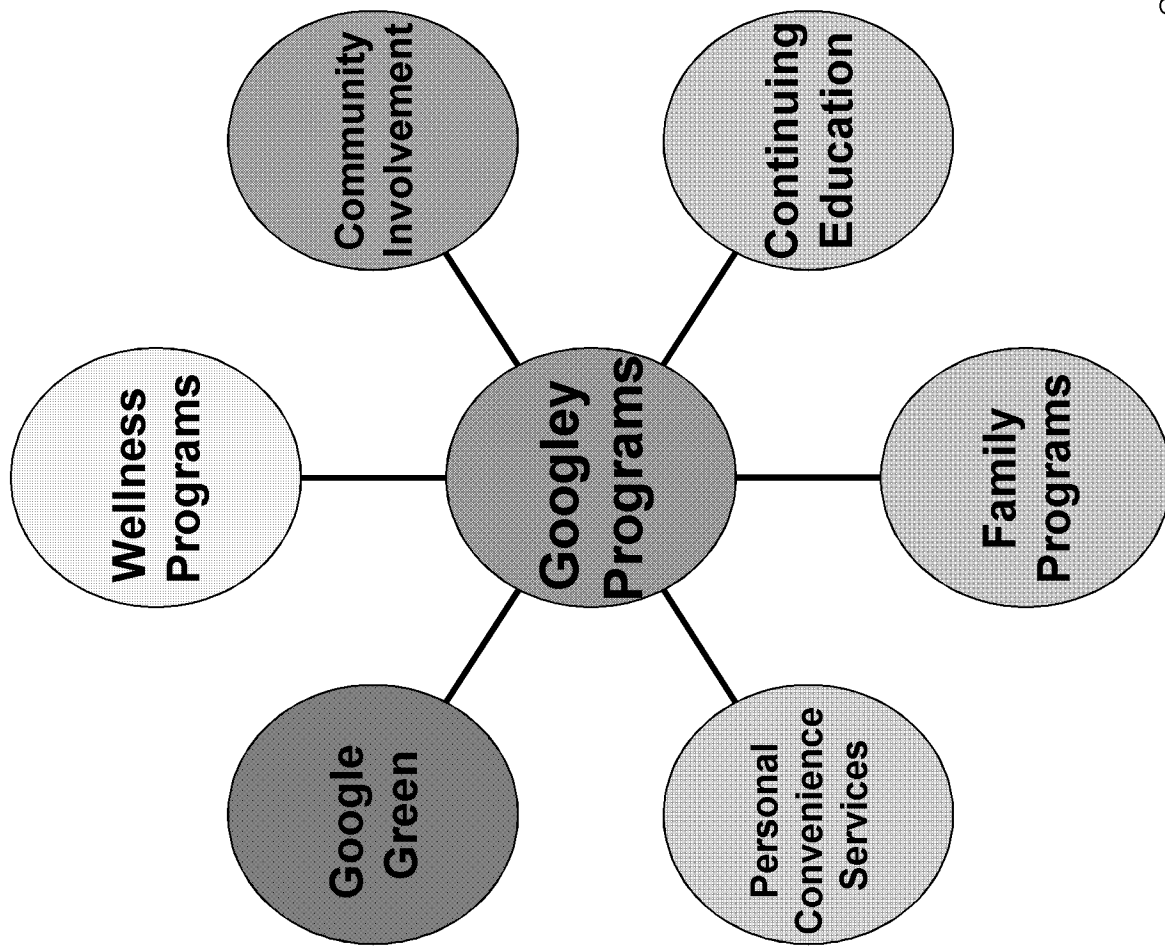 Googley
Programs
Wellness
Programs
Community
Involvement
Continuing
Education
Family
Programs
Personal
Convenience
Services
Google
Green